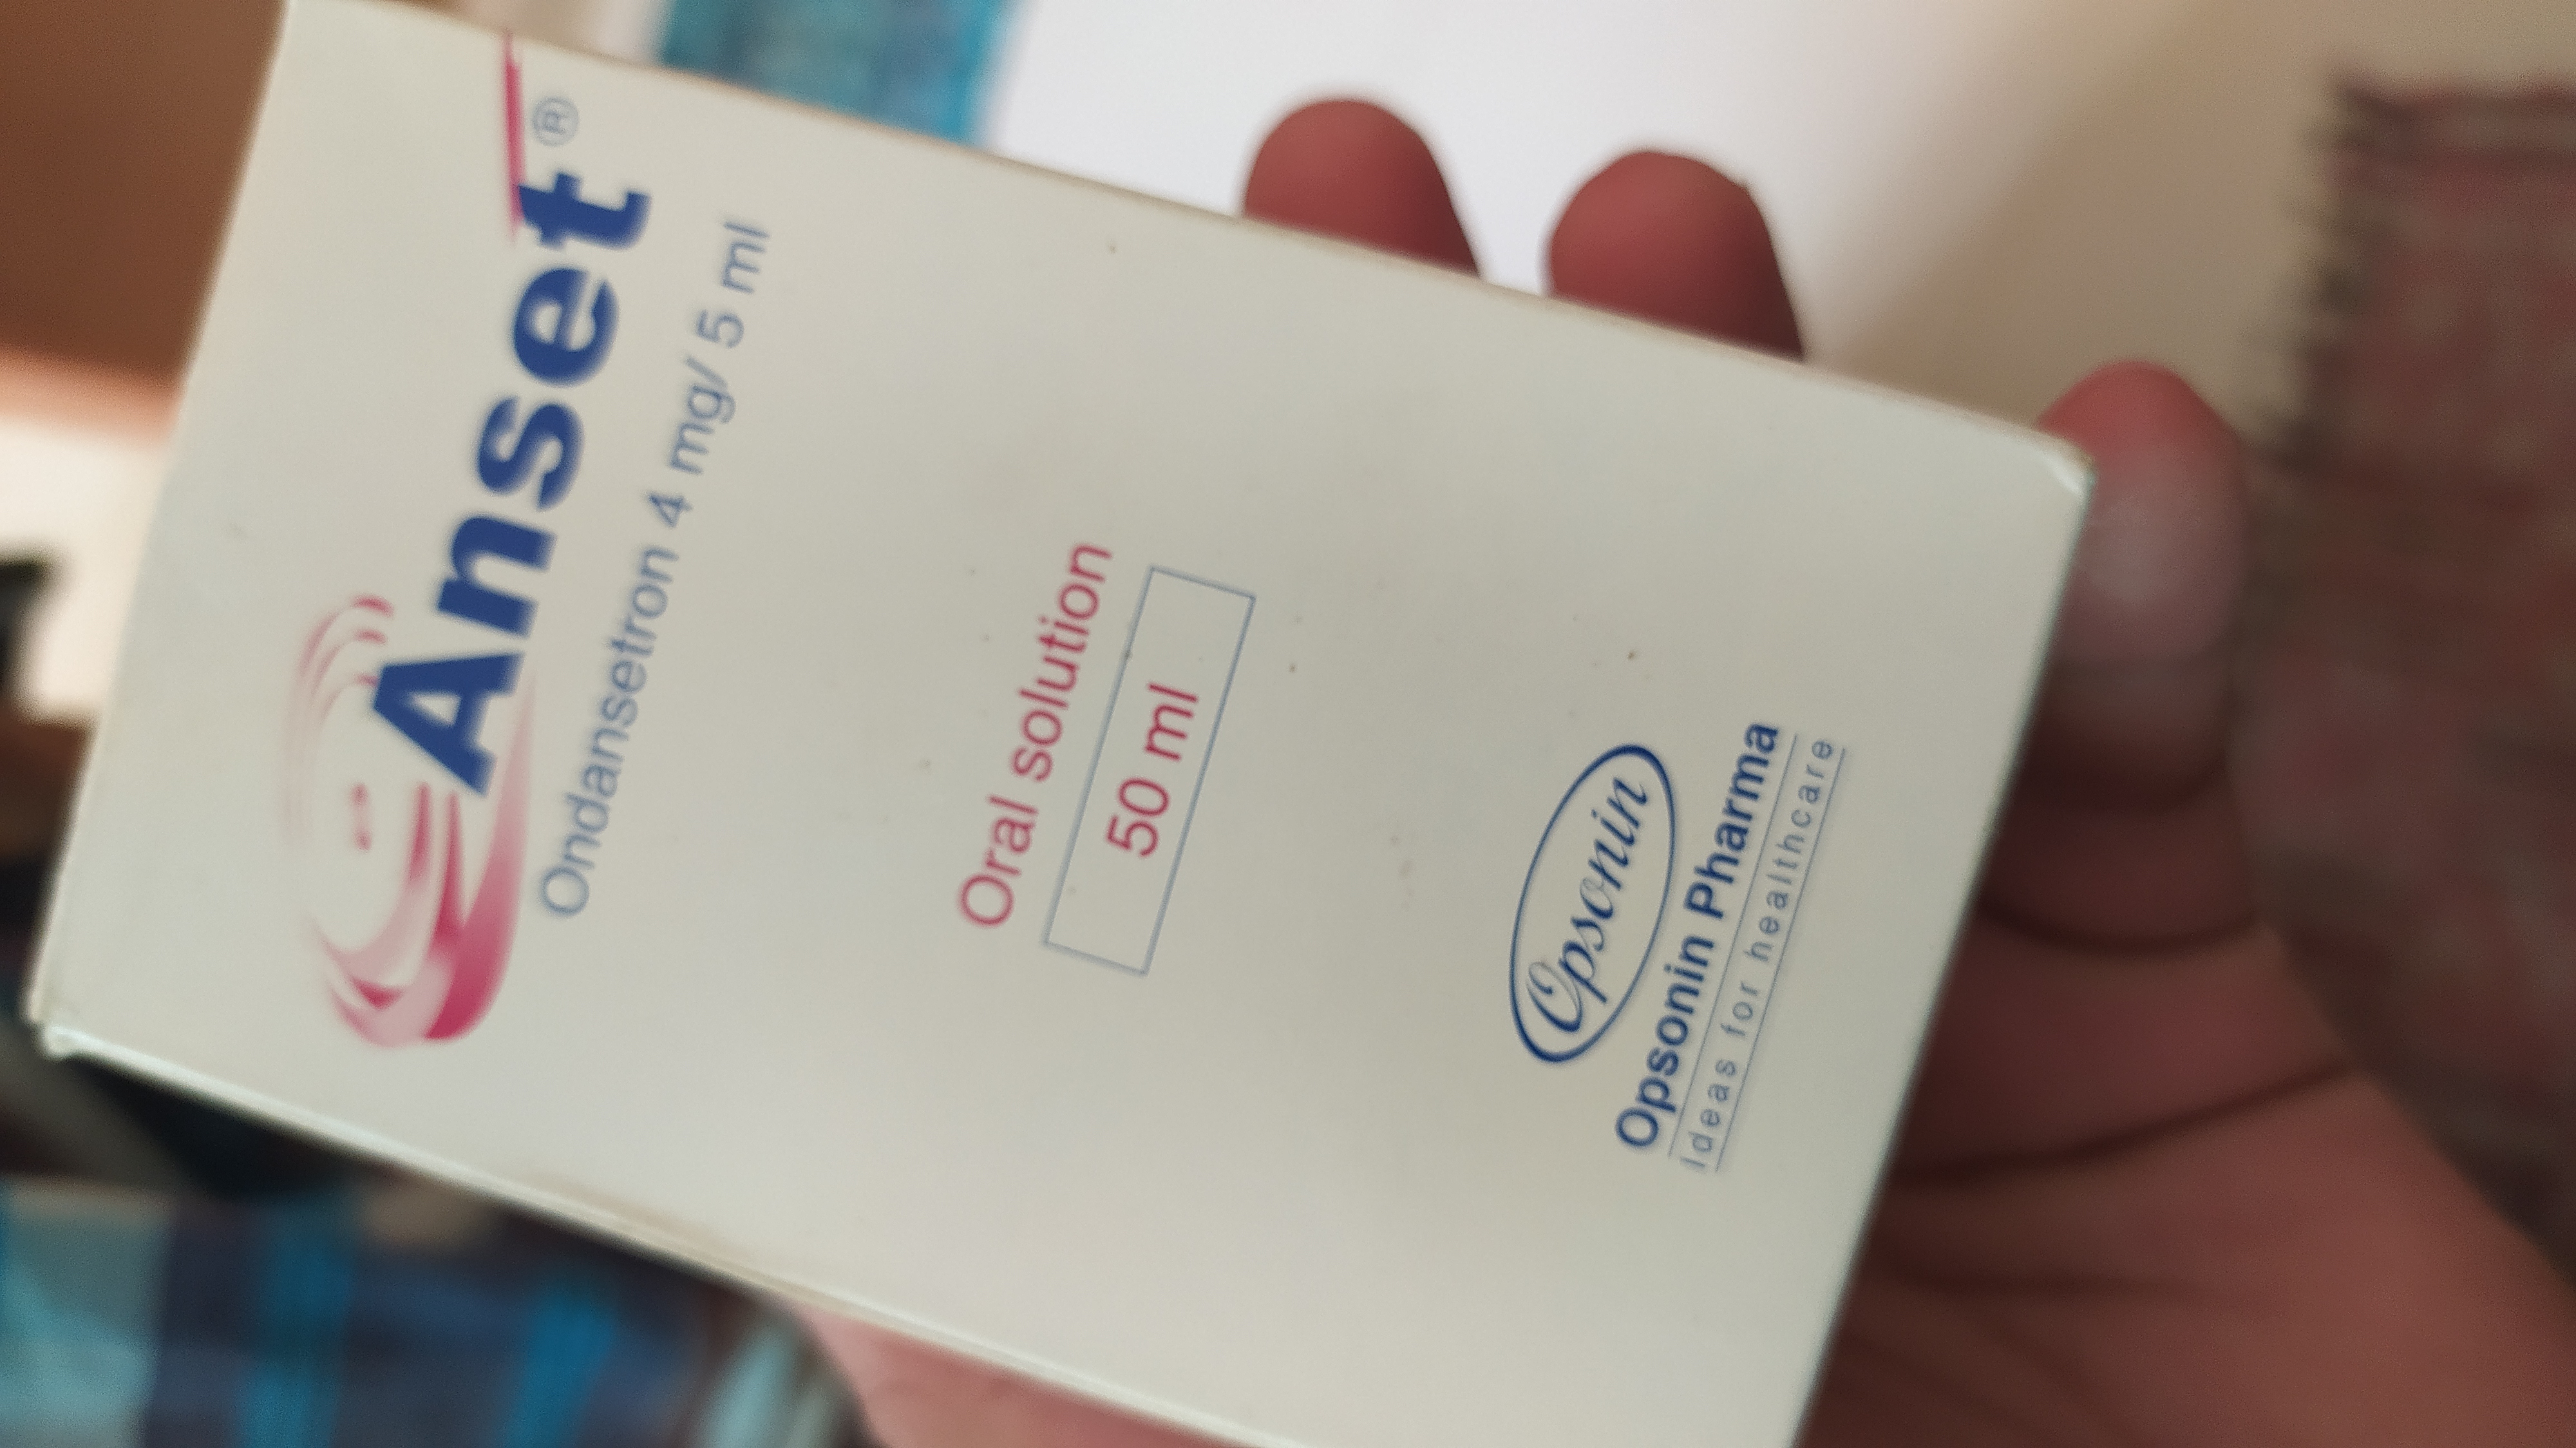 Anset®
Ondansetron 4 mg/ 5 ml
Oral solution
50 ml
Opsonin
Opsonin Pharma
Ideas for healthcare